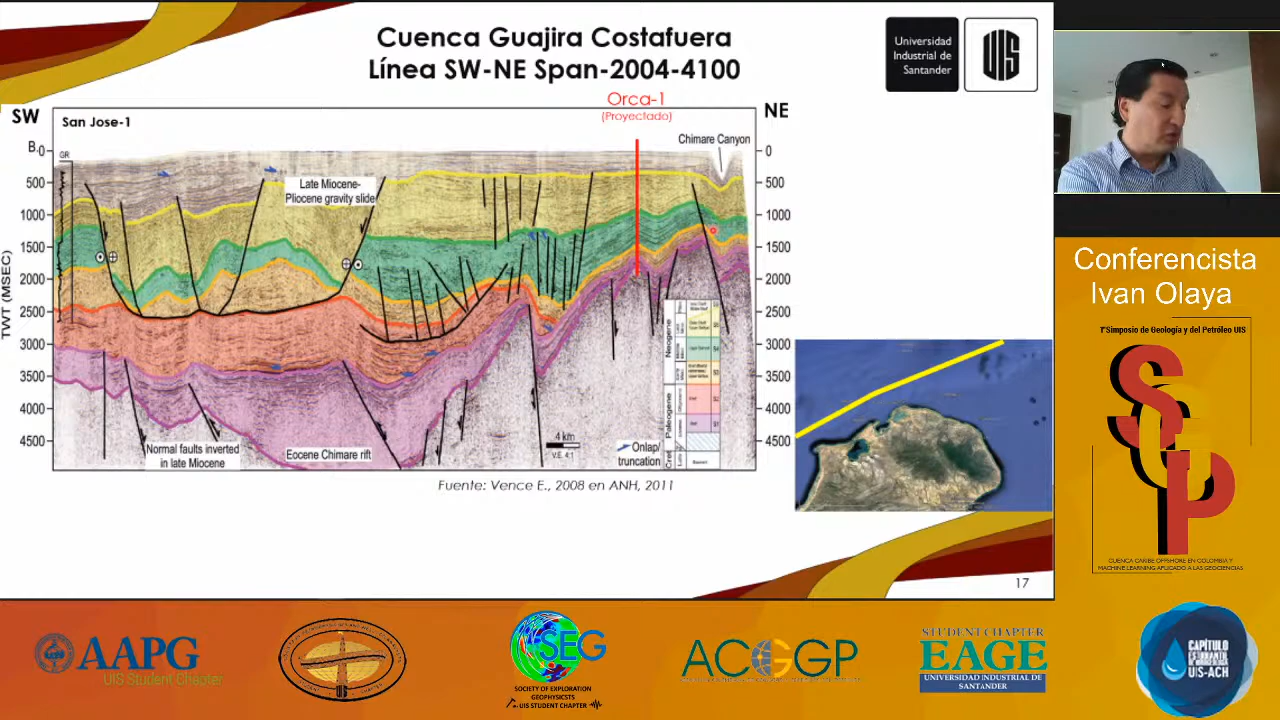 Cuenca Guajira Costafuera
Línea SW-NE Span-2004-4100
Universidad
Industrial de
Santander
UIS
Orca-1
(Proyectado)
SW
NE
San Jose-1
Chimare Canyon
B.
GR
0
500
1000
1500
2000
2500
3000
3500
4000
4500
TWT (MSEC)
Late Miocene-
Pliocene gravity slide
0
500
1000
1500
2000
2500
3000
3500
4000
4500
Neogene
Paleogene
Normal faults inverted
in late Miocene
Eocene Chimare rift
4 km
V.E. 4:1
Onlap/
truncation
Fuente: Vence E., 2008 en ANH, 2011
17
Conferencista
Ivan Olaya
1°Simposio de Geología y del Petróleo UIS
SGP
CUENCA CARIBE OFFSHORE EN COLOMBIA Y
MACHINE LEARNING APLICADO A LAS GEOCIENCIAS
AAPG
UIS Student Chapter
SEG
SOCIETY OF EXPLORATION
GEOPHYSICSTS
UIS STUDENT CHAPTER
ACGGP
STUDENT CHAPTER
EAGE
UNIVERSIDAD INDUSTRIAL DE
SANTANDER
CAPÍTULO
ESTUDIANTIL
DE HIDROGEOLOGÍA
UIS-ACH